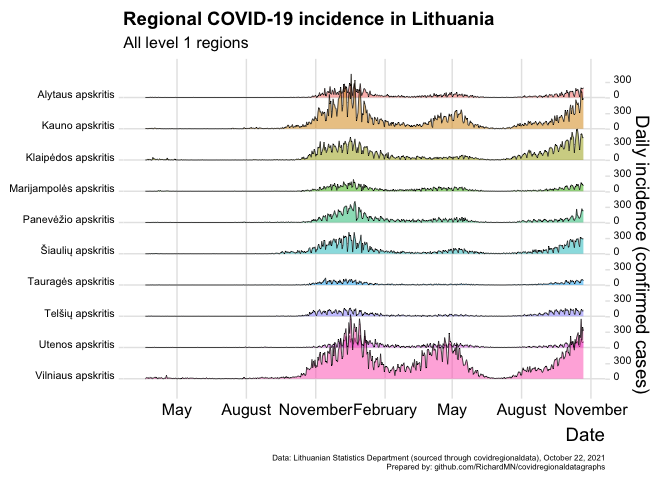 Regional COVID-19 incidence in Lithuania
All level 1 regions
Alytaus apskritis
Kauno apskritis
Klaipėdos apskritis
Marijampolės apskritis
Panevėžio apskritis
Šiaulių apskritis
Tauragės apskritis
Telšių apskritis
Utenos apskritis
Vilniaus apskritis
300
0
300
0
300
0
300
0
300
0
300
0
300
0
300
0
300
0
300
0
Daily incidence (confirmed cases)
May August November February May August November
Date
Data: Lithuanian Statistics Department (sourced through covidregionaldata), October 22, 2021
Prepared by: github.com/RichardMN/covidregionaldatagraphs